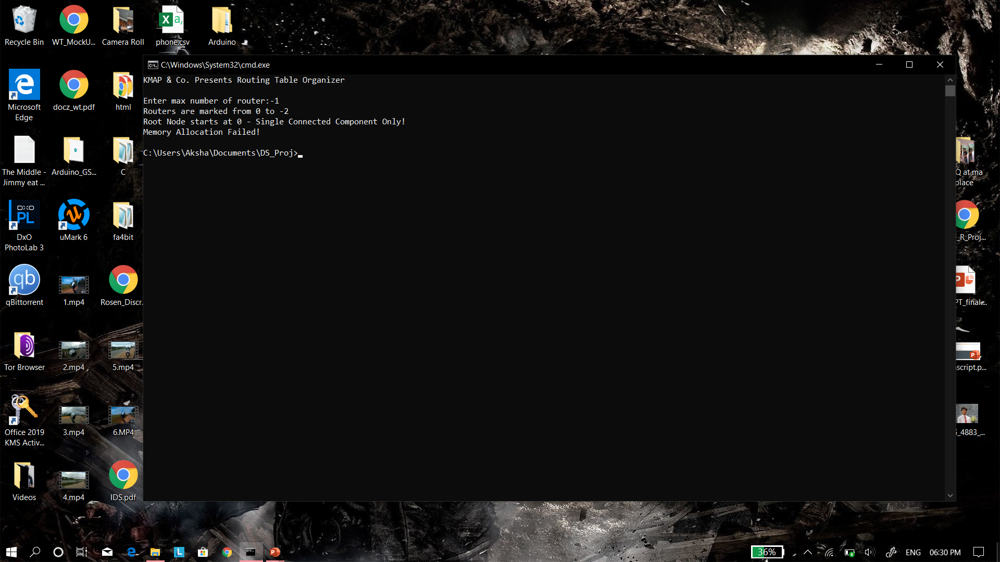 Recycle Bin
WT_MockU...
Camera Roll
phone.csv
Arduino
C:\Windows\System32\cmd.exe
KMAP & Co. Presents Routing Table Organizer
Enter max number of router:-1
Routers are marked from 0 to -2
Root Node starts at 0 - Single Connected Component Only!
Memory Allocation Failed!
C:\Users\Aksha\Documents\DS_Proj>
Microsoft
Edge
docz_wt.pdf
html
The Middle -
Jimmy eat ...
Arduino_GS...
C
Q at ma
place
DXO
PL
DxO
PhotoLab 3
uMark 6
fa4bit
_R_Proj...
qb
qBittorrent
1.mp4
Rosen_Discr.
PT_final...
Tor Browser
2.mp4
5.mp4
script.p...
Office 2019
KMS Activ...
3.mp4
6.MP4
_4883_...
Videos
4.mp4
IDS.pdf
36%
ENG
06:30 PM